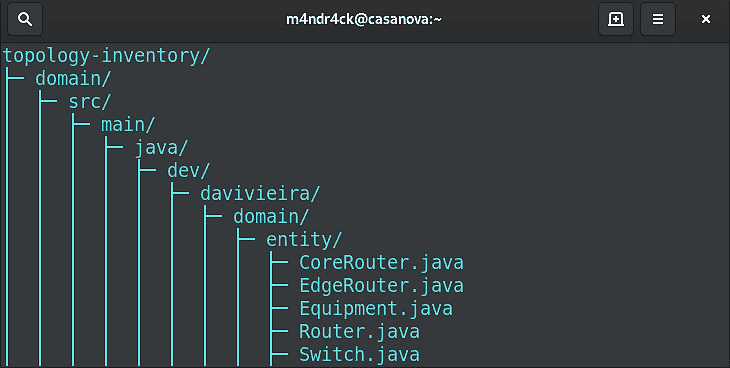 m4ndr4ck@casanova:~
topology-inventory/
├─ domain/
│  ├─ src/
│  │  ├─ main/
│  │  │  ├─ java/
│  │  │  │  ├─ dev/
│  │  │  │  │  ├─ davivieira/
│  │  │  │  │  │  ├─ domain/
│  │  │  │  │  │  │  ├─ entity/
│  │  │  │  │  │  │  │  ├─ CoreRouter.java
│  │  │  │  │  │  │  │  ├─ EdgeRouter.java
│  │  │  │  │  │  │  │  ├─ Equipment.java
│  │  │  │  │  │  │  │  ├─ Router.java
│  │  │  │  │  │  │  │  ├─ Switch.java